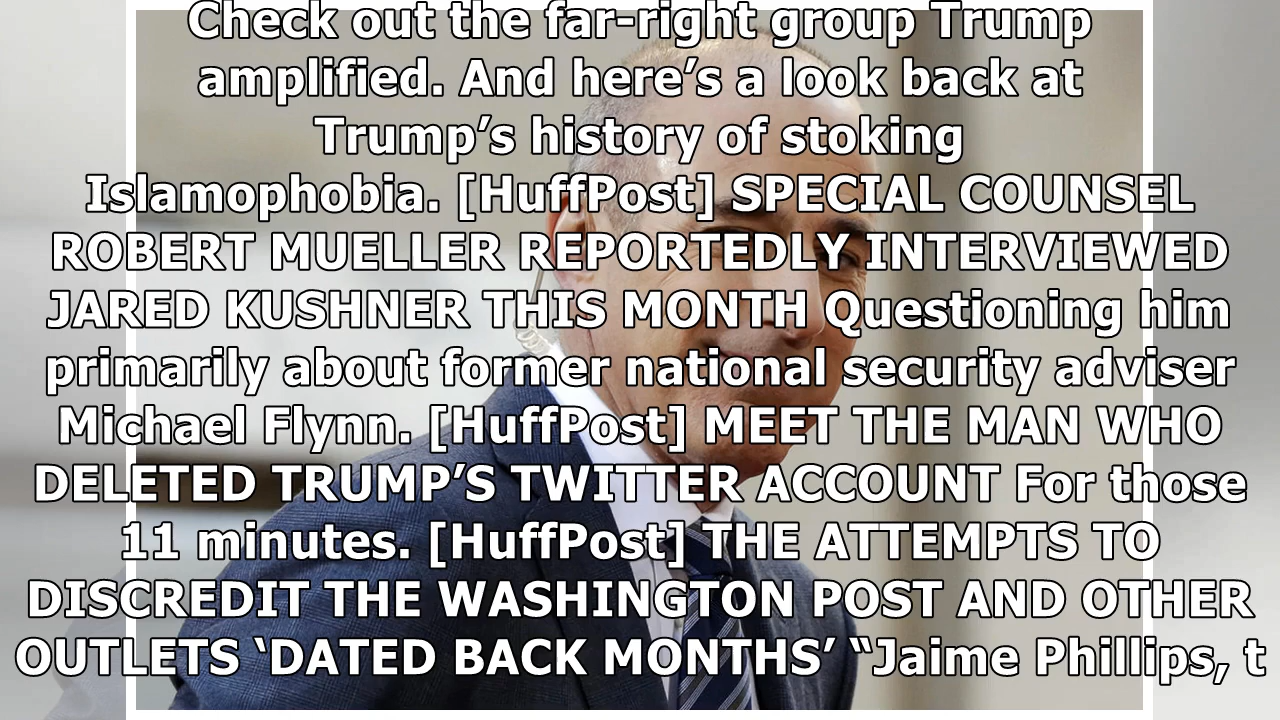 Check out the far-right group Trump
amplified. And here’s a look back at
Trump’s history of stoking
Islamophobia. [HuffPost] SPECIAL COUNSEL
ROBERT MUELLER REPORTEDLY INTERVIEWED
JARED KUSHNER THIS MONTH Questioning him
primarily about former national security adviser
Michael Flynn. [HuffPost] MEET THE MAN WHO
DELETED TRUMP’S TWITTER ACCOUNT For those
11 minutes. [HuffPost] THE ATTEMPTS TO
DISCREDIT THE WASHINGTON POST AND OTHER
OUTLETS ‘DATED BACK MONTHS’ “Jaime Phillips, t